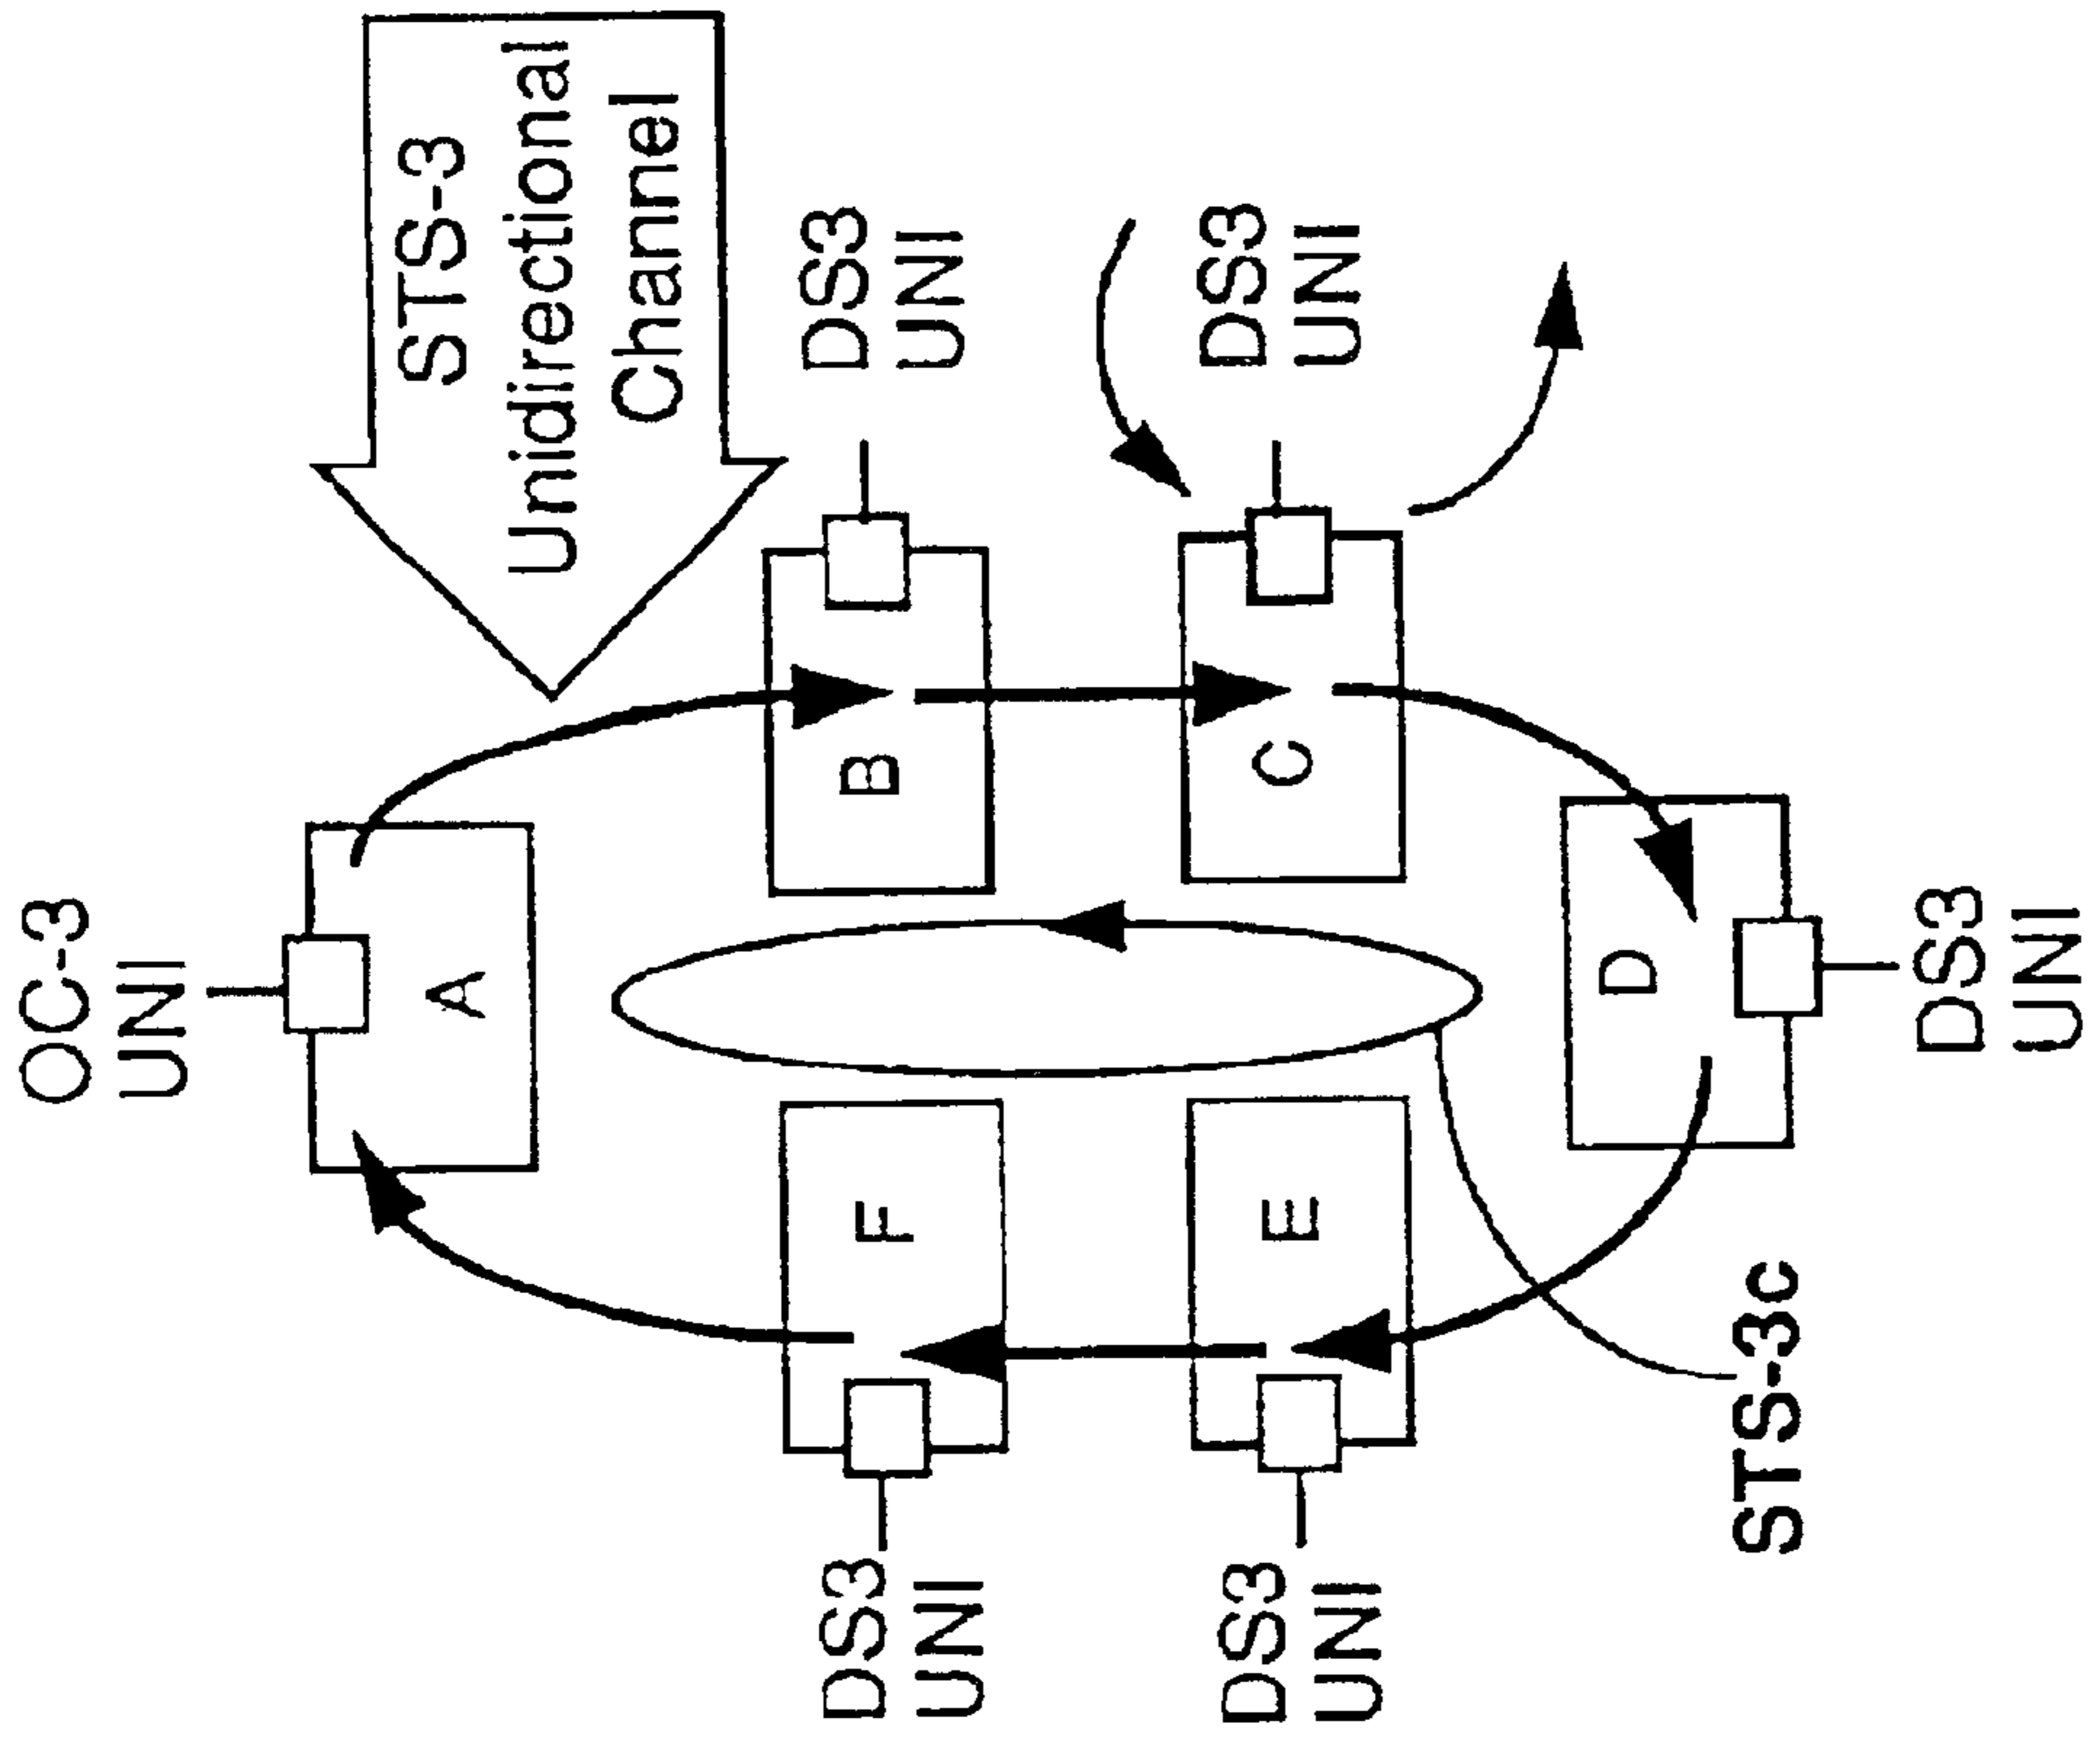 OC-3
UNI
A
STS-3
Unidirectional
Channel
B
DS3
UNI
C
DS3
UNI
D
DS3
UNI
E
DS3
UNI
F
DS3
UNI
STS-3c